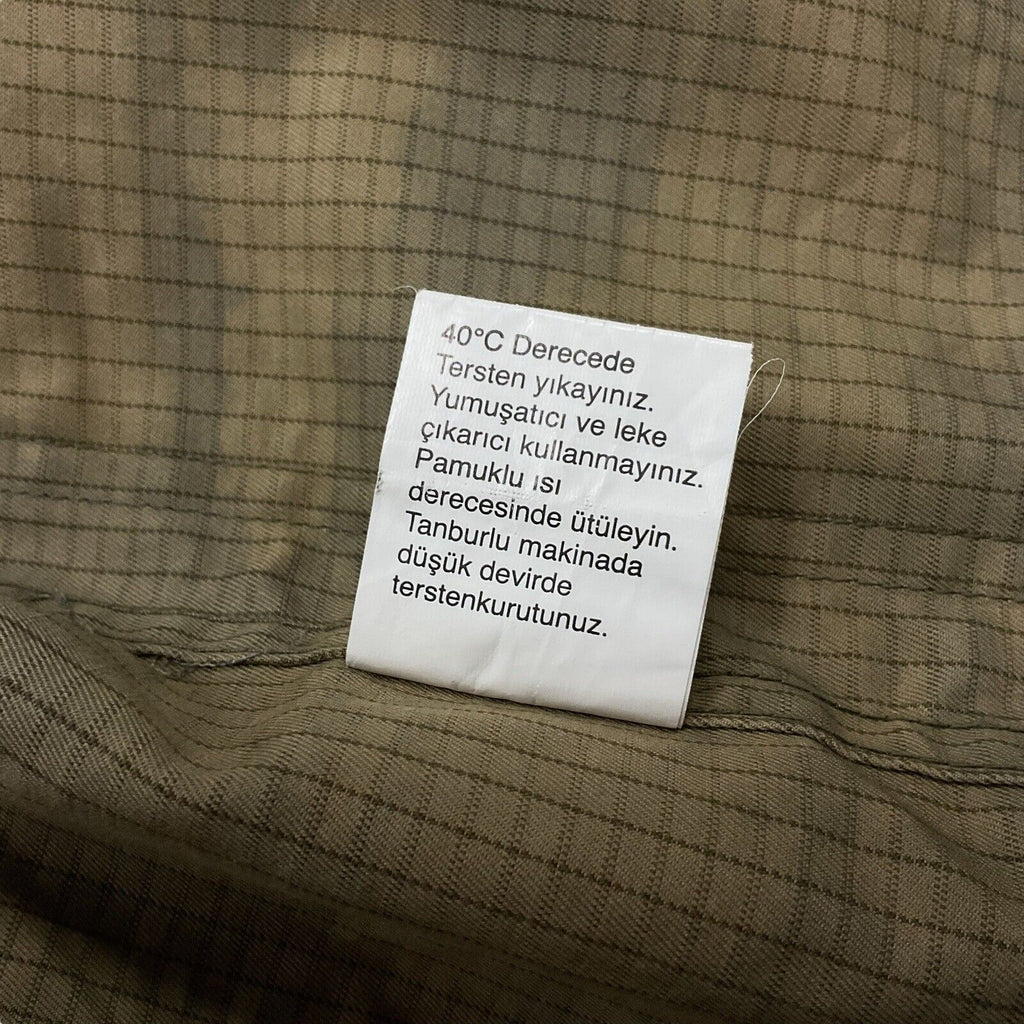 40°C Derecede
Tersten yıkayınız.
Yumuşatıcı ve leke
çıkarıcı kullanmayınız.
Pamuklu ısı
derecesinde ütüleyin.
Tanburlu makinada
düşük devirde
terstenkurutunuz.